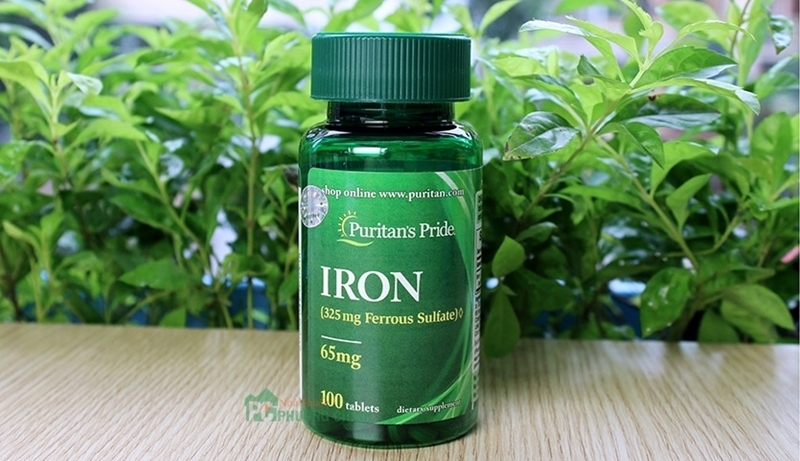 shop online www.puritan.com
Puritan's Pride
IRON
(325 mg Ferrous Sulfate)◊
65mg
100 tablets
dietary supplement